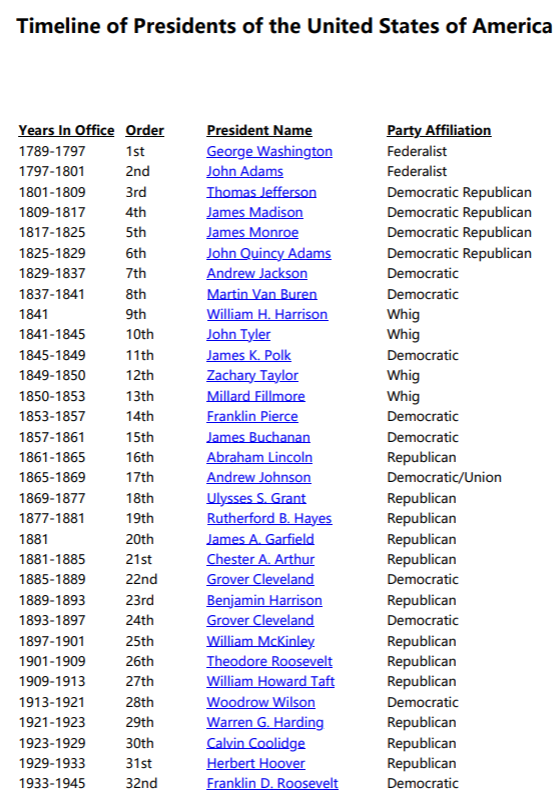 Timeline of Presidents of the United States of America
Years In Office Order President Name Party Affiliation
1789-1797 1st George Washington Federalist
1797-1801 2nd John Adams Federalist
1801-1809 3rd Thomas Jefferson Democratic Republican
1809-1817 4th James Madison Democratic Republican
1817-1825 5th James Monroe Democratic Republican
1825-1829 6th John Quincy Adams Democratic Republican
1829-1837 7th Andrew Jackson Democratic
1837-1841 8th Martin Van Buren Democratic
1841 9th William H. Harrison Whig
1841-1845 10th John Tyler Whig
1845-1849 11th James K. Polk Democratic
1849-1850 12th Zachary Taylor Whig
1850-1853 13th Millard Fillmore Whig
1853-1857 14th Franklin Pierce Democratic
1857-1861 15th James Buchanan Democratic
1861-1865 16th Abraham Lincoln Republican
1865-1869 17th Andrew Johnson Democratic/Union
1869-1877 18th Ulysses S. Grant Republican
1877-1881 19th Rutherford B. Hayes Republican
1881 20th James A. Garfield Republican
1881-1885 21st Chester A. Arthur Republican
1885-1889 22nd Grover Cleveland Democratic
1889-1893 23rd Benjamin Harrison Republican
1893-1897 24th Grover Cleveland Democratic
1897-1901 25th William McKinley Republican
1901-1909 26th Theodore Roosevelt Republican
1909-1913 27th William Howard Taft Republican
1913-1921 28th Woodrow Wilson Democratic
1921-1923 29th Warren G. Harding Republican
1923-1929 30th Calvin Coolidge Republican
1929-1933 31st Herbert Hoover Republican
1933-1945 32nd Franklin D. Roosevelt Democratic